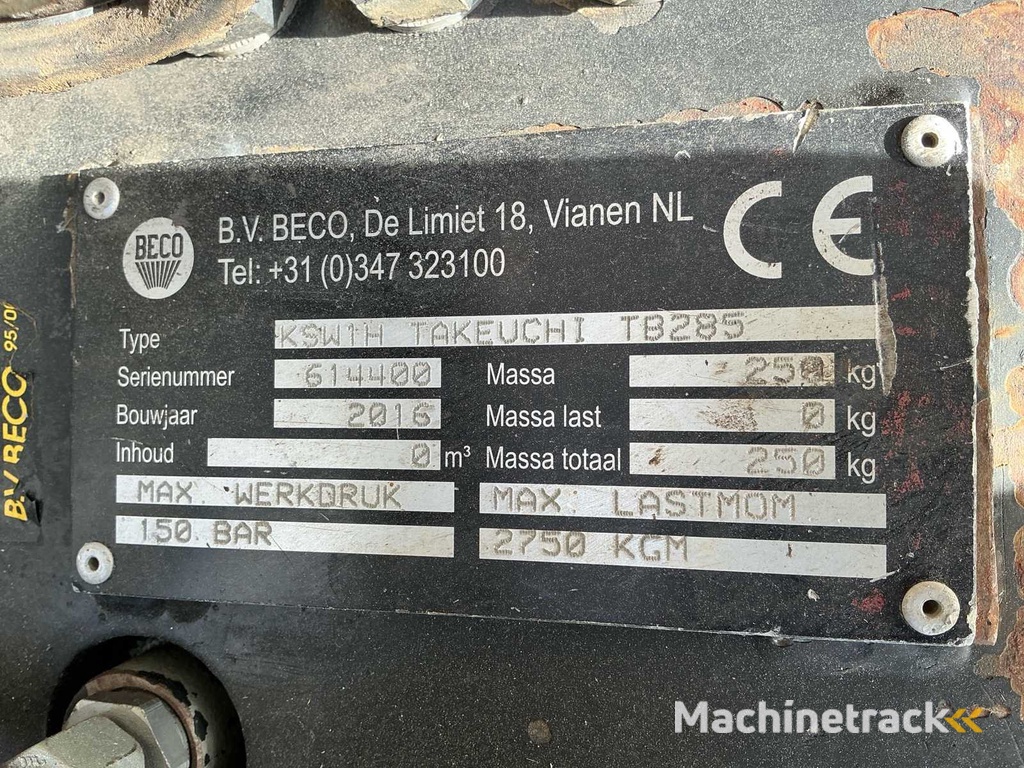 BECO
B.V. BECO, De Limiet 18, Vianen NL
Tel: +31 (0)347 323100
CE
Type KSW1H TAKEUCHI TB285
Serienummer 614400 Massa 250 kg
Bouwjaar 2016 Massa last 0 kg
Inhoud 0 m³ Massa totaal 250 kg
MAX. WERKDRUK MAX. LASTMOM
150 BAR 2750 KGM
B.V. BECO 95/0
Machinetrack